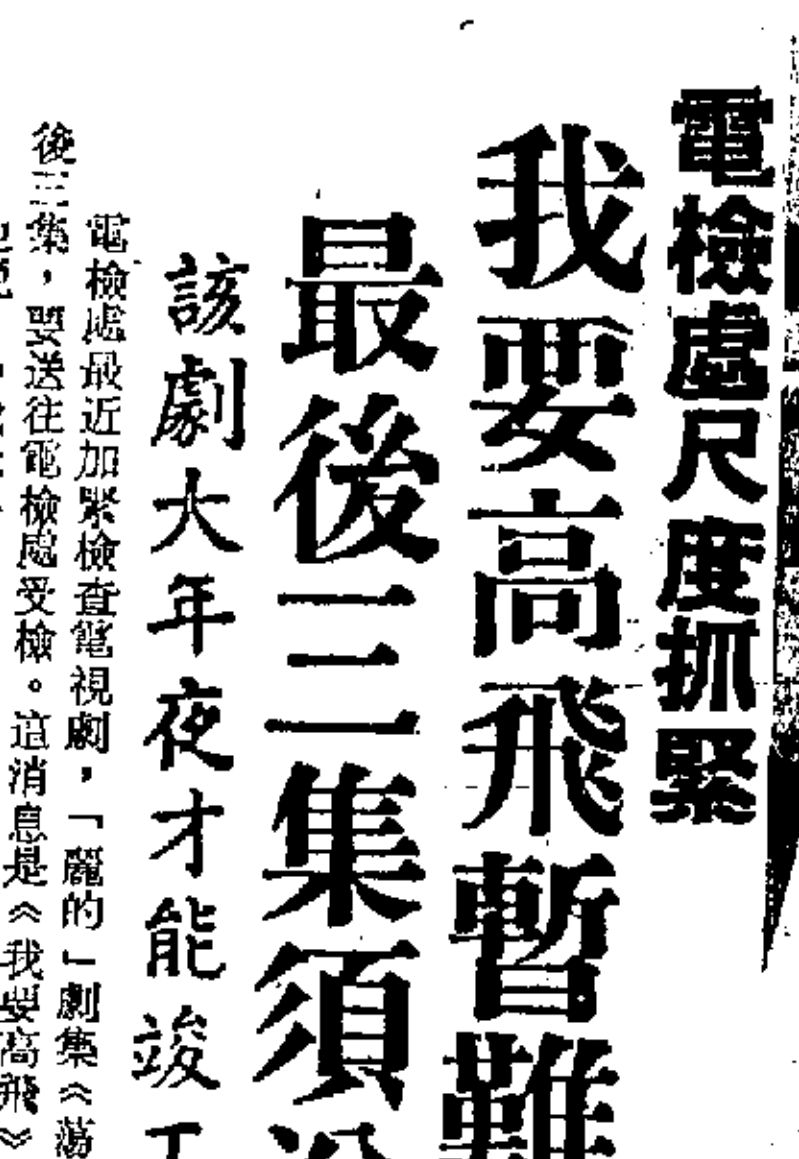 電檢處尺度抓緊
我要高飛暫難
最後三集須
該劇大年夜才能竣工
電檢處最近加緊檢查電視劇，「麗的」劇集《蕩
後三集，要送往電檢處受檢。這消息是《我要高飛》